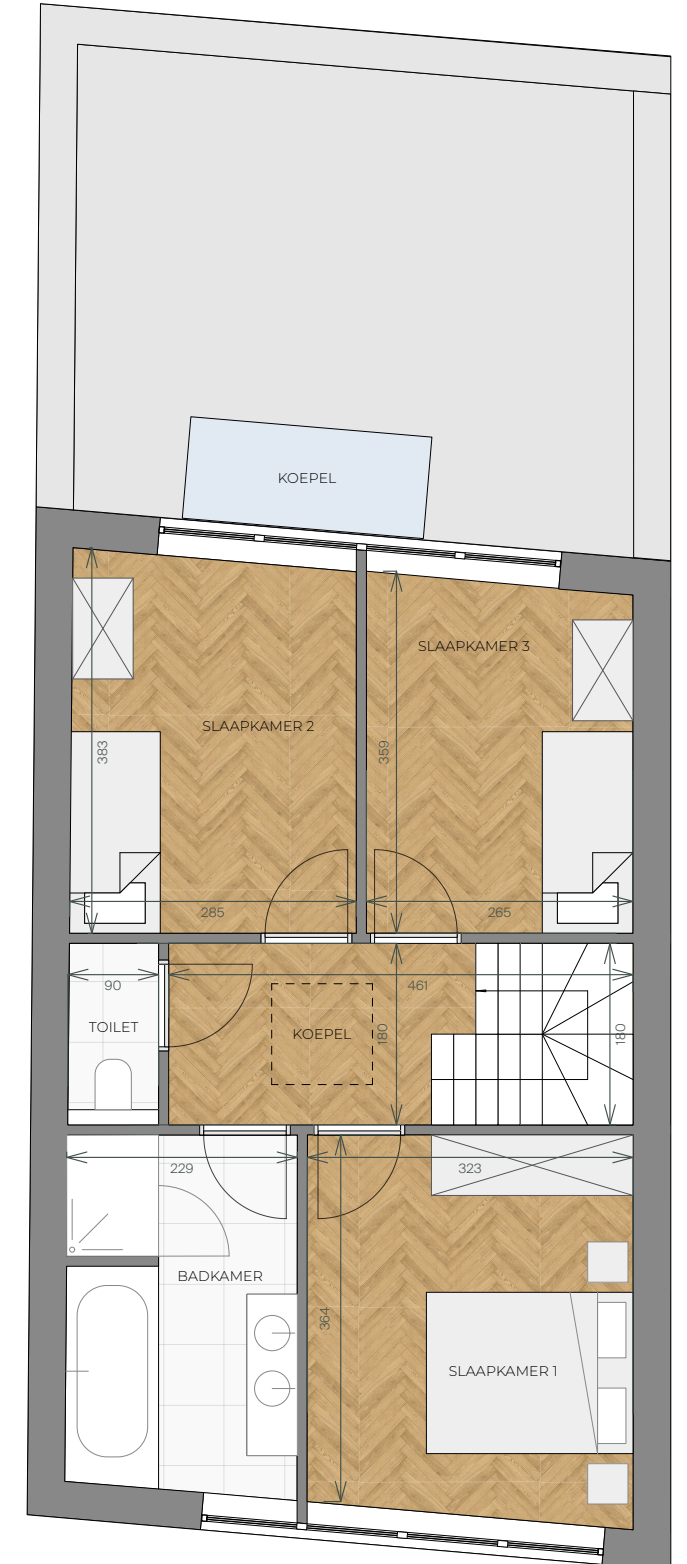 KOEPEL
SLAAPKAMER 3
SLAAPKAMER 2
383
359
285
265
90
461
TOILET
KOEPEL
180
180
229
323
BADKAMER
364
SLAAPKAMER 1